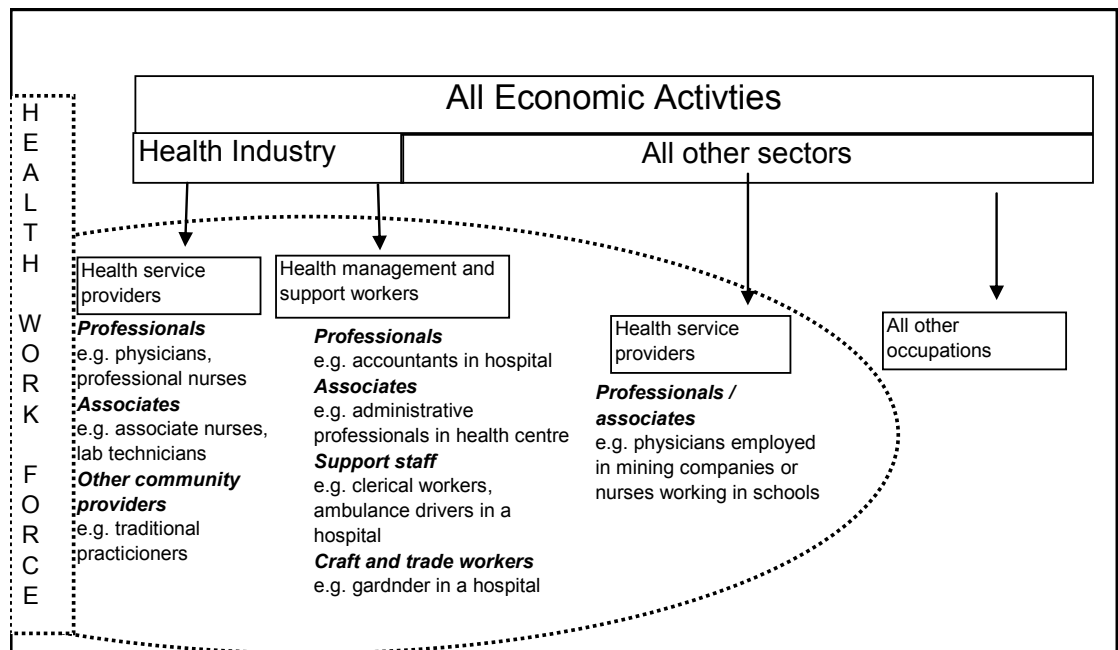 All Economic Activties
Health Industry
All other sectors
HEALTH WORK FORCE
Health service
providers
Professionals
e.g. physicians,
professional nurses
Associates
e.g. associate nurses,
lab technicians
Other community
providers
e.g. traditional
practicioners
Health management and
support workers
Professionals
e.g. accountants in hospital
Associates
e.g. administrative
professionals in health centre
Support staff
e.g. clerical workers,
ambulance drivers in a
hospital
Craft and trade workers
e.g. gardnder in a hospital
Health service
providers
Professionals /
associates
e.g. physicians employed
in mining companies or
nurses working in schools
All other
occupations